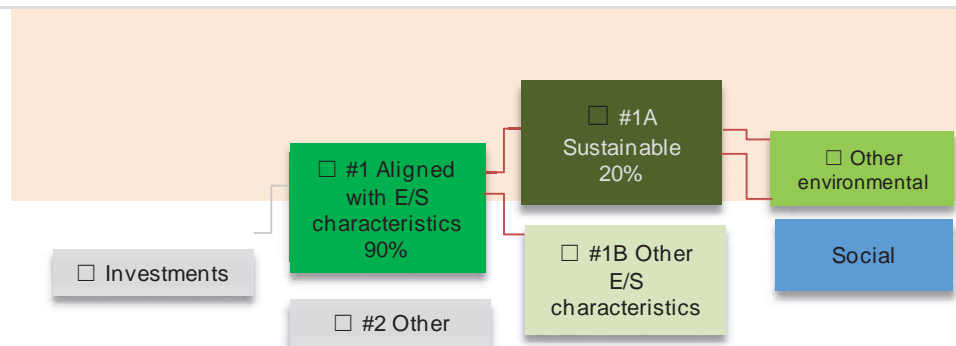 ☐ Investments
☐ #1 Aligned
with E/S
characteristics
90%
☐ #2 Other
☐ #1A
Sustainable
20%
☐ #1B Other
E/S
characteristics
☐ Other
environmental
Social